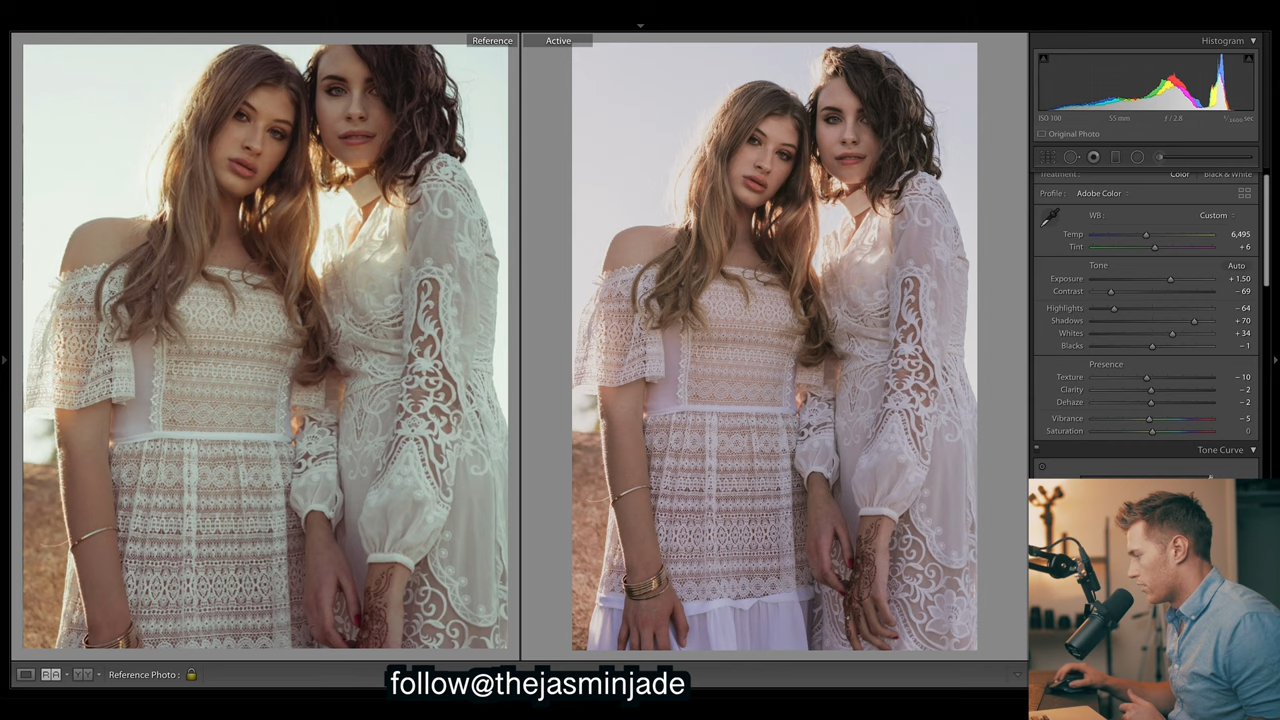 Reference
Active
Histogram
ISO 100 55 mm f / 2.8
Original Photo
Treatment : Color Black & White
Profile : Adobe Color
WB : Custom
Temp 6,495
Tint + 6
Tone Auto
Exposure + 1.50
Contrast − 69
Highlights − 64
Shadows + 70
Whites + 34
Blacks − 1
Presence
Texture − 10
Clarity − 2
Dehaze − 2
Vibrance − 5
Saturation 0
Tone Curve
Reference Photo :
follow@thejasminjade